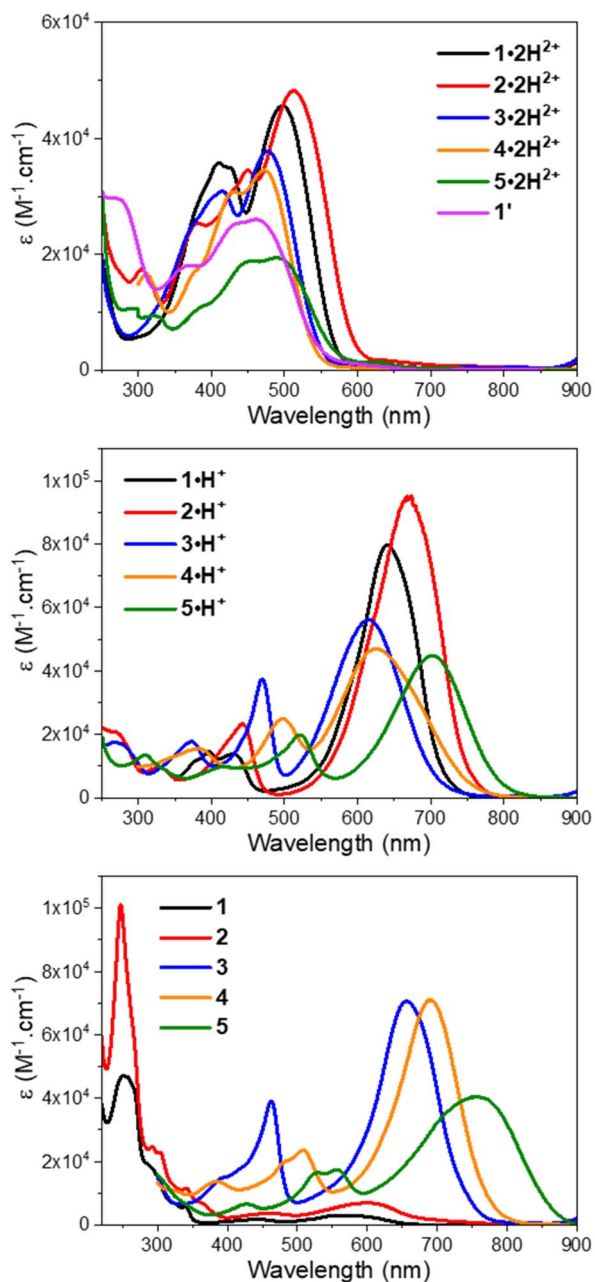 6x10⁴
4x10⁴
2x10⁴
0
ε (M⁻¹.cm⁻¹)
1•2H²⁺
2•2H²⁺
3•2H²⁺
4•2H²⁺
5•2H²⁺
1'
300 400 500 600 700 800 900
Wavelength (nm)
1x10⁵
8x10⁴
6x10⁴
4x10⁴
2x10⁴
0
ε (M⁻¹.cm⁻¹)
1•H⁺
2•H⁺
3•H⁺
4•H⁺
5•H⁺
300 400 500 600 700 800 900
Wavelength (nm)
1x10⁵
8x10⁴
6x10⁴
4x10⁴
2x10⁴
0
ε (M⁻¹.cm⁻¹)
1
2
3
4
5
300 400 500 600 700 800 900
Wavelength (nm)